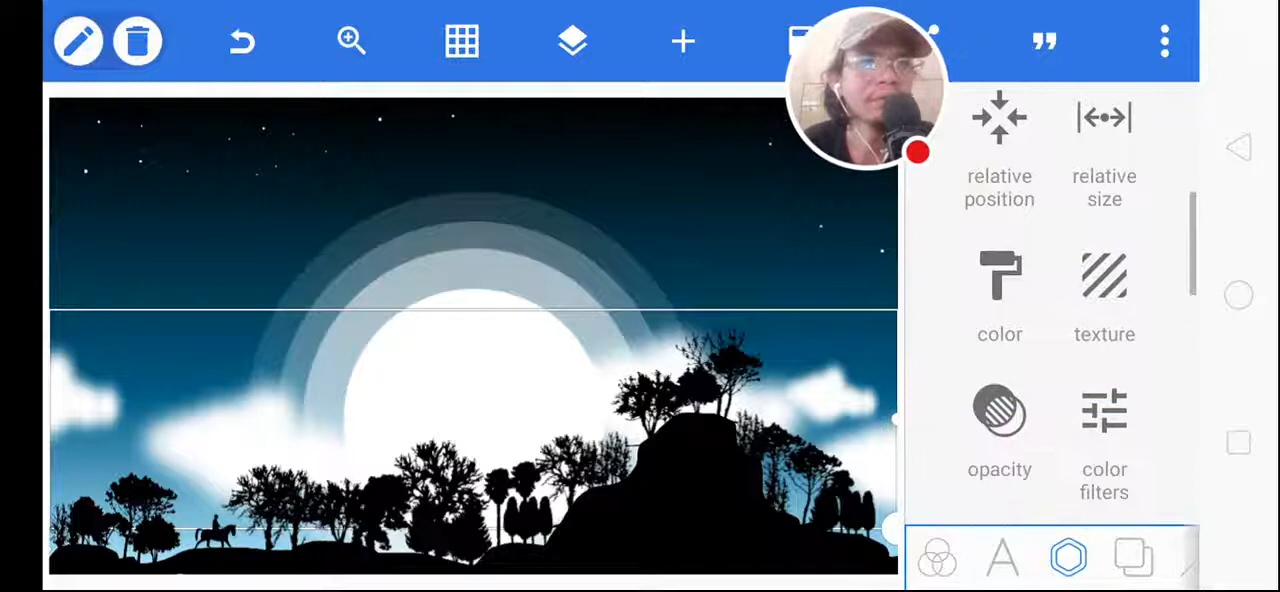 relative
position
relative
size
color
texture
opacity
color
filters